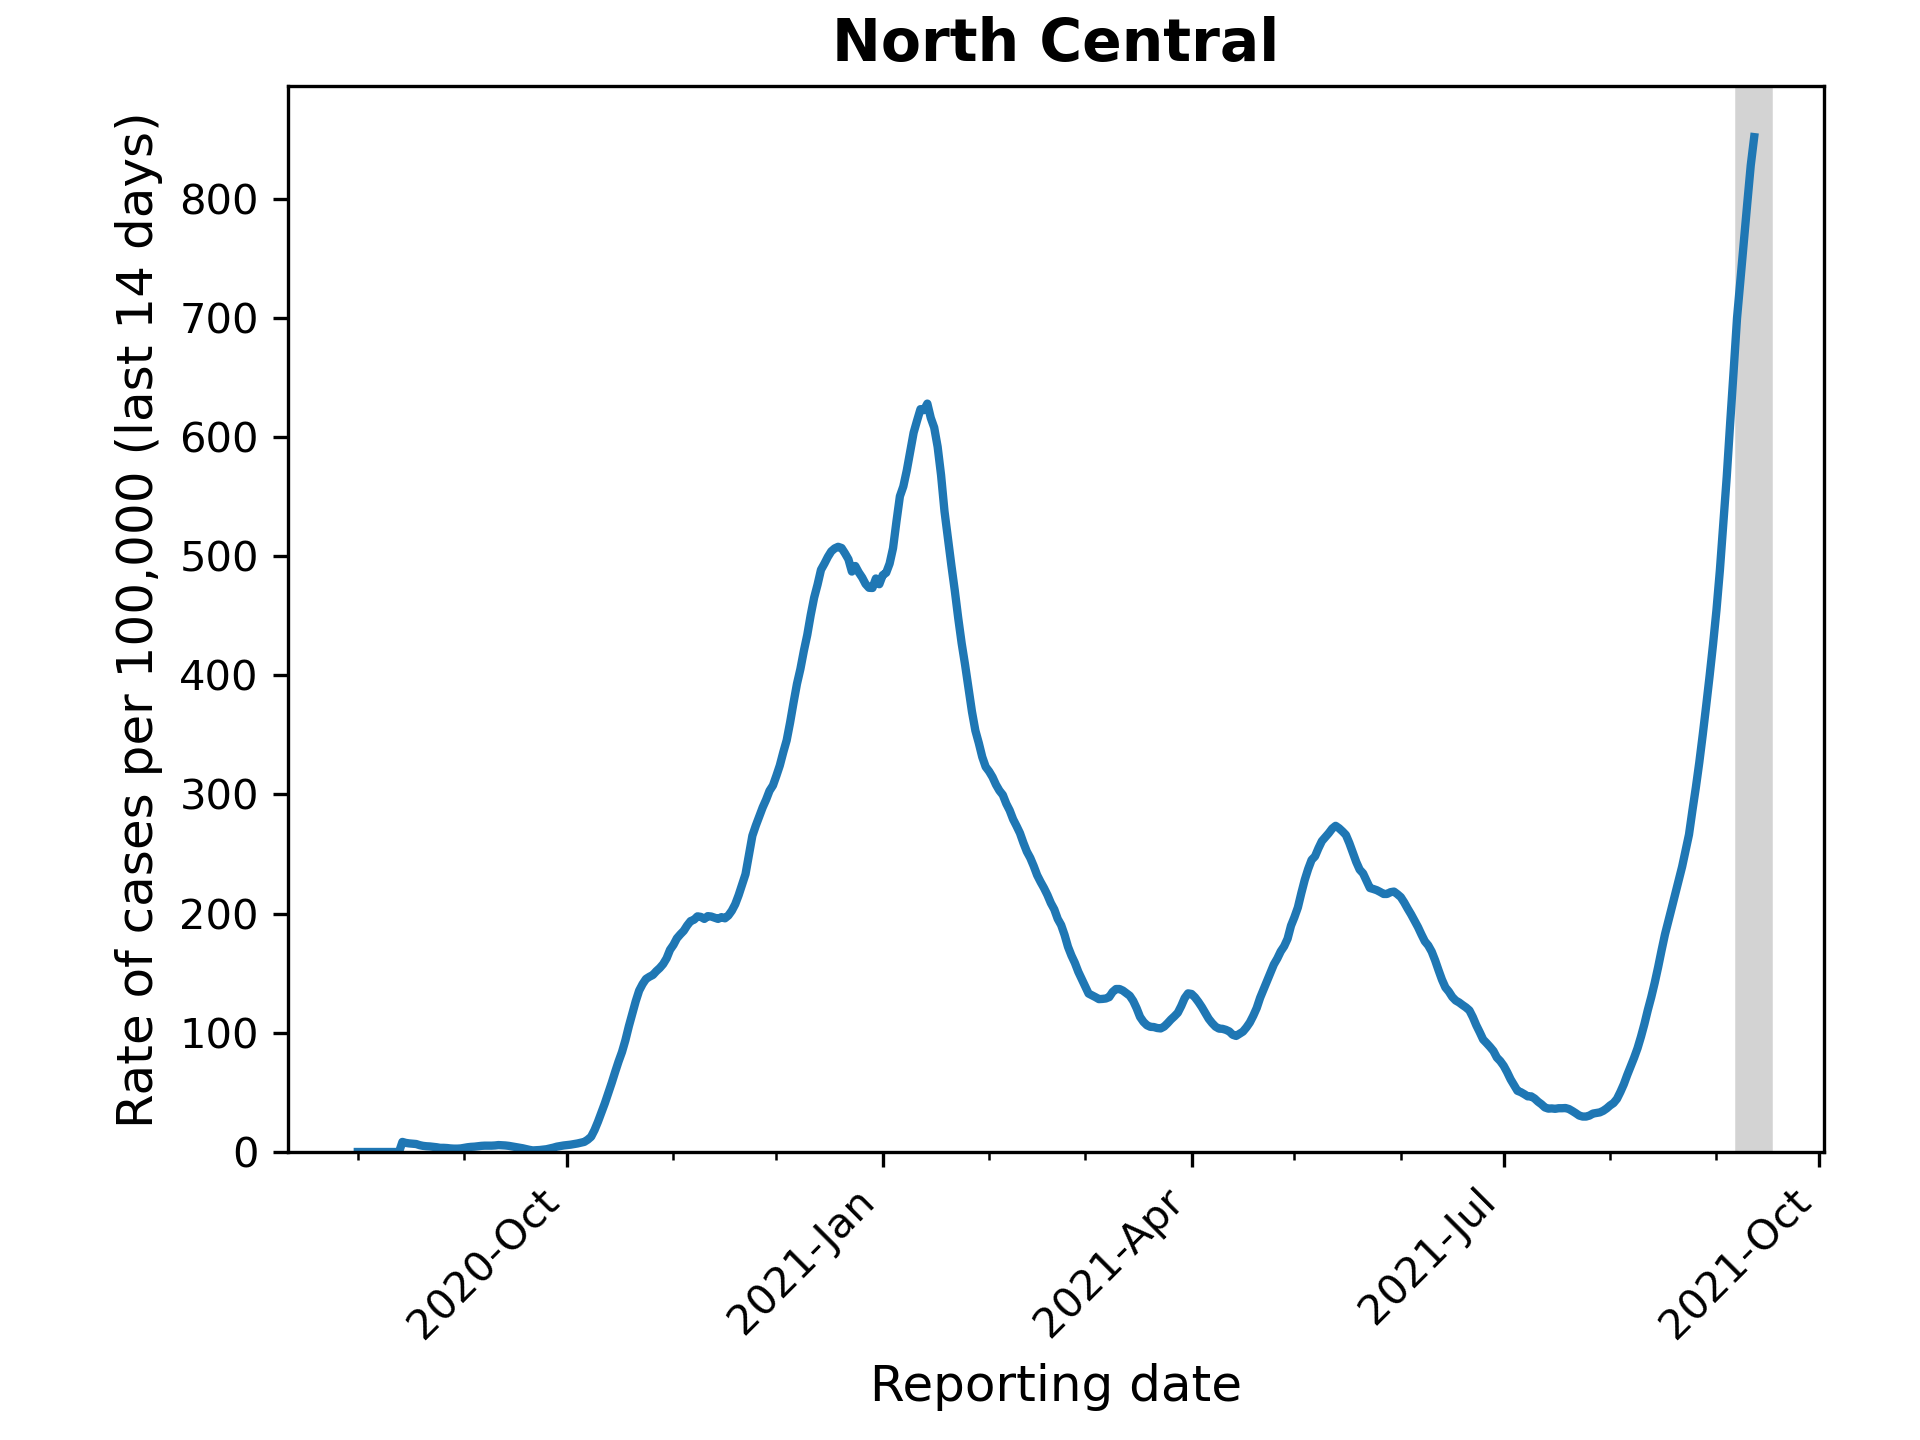 North Central
Rate of cases per 100,000 (last 14 days)
800
700
600
500
400
300
200
100
0
2020-Oct
2021-Jan
2021-Apr
2021-Jul
2021-Oct
Reporting date